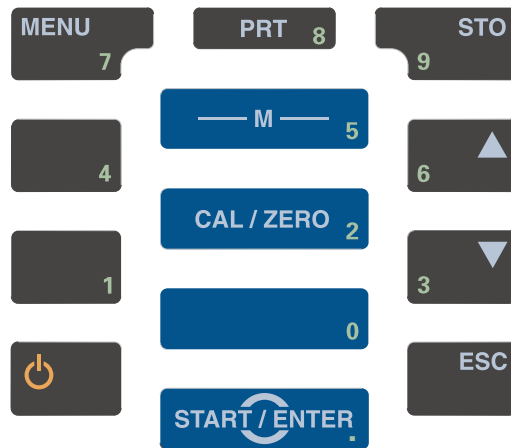 MENU 7
PRT 8
STO 9
4
M 5
6
1
CAL / ZERO 2
3
0
ESC
START / ENTER .